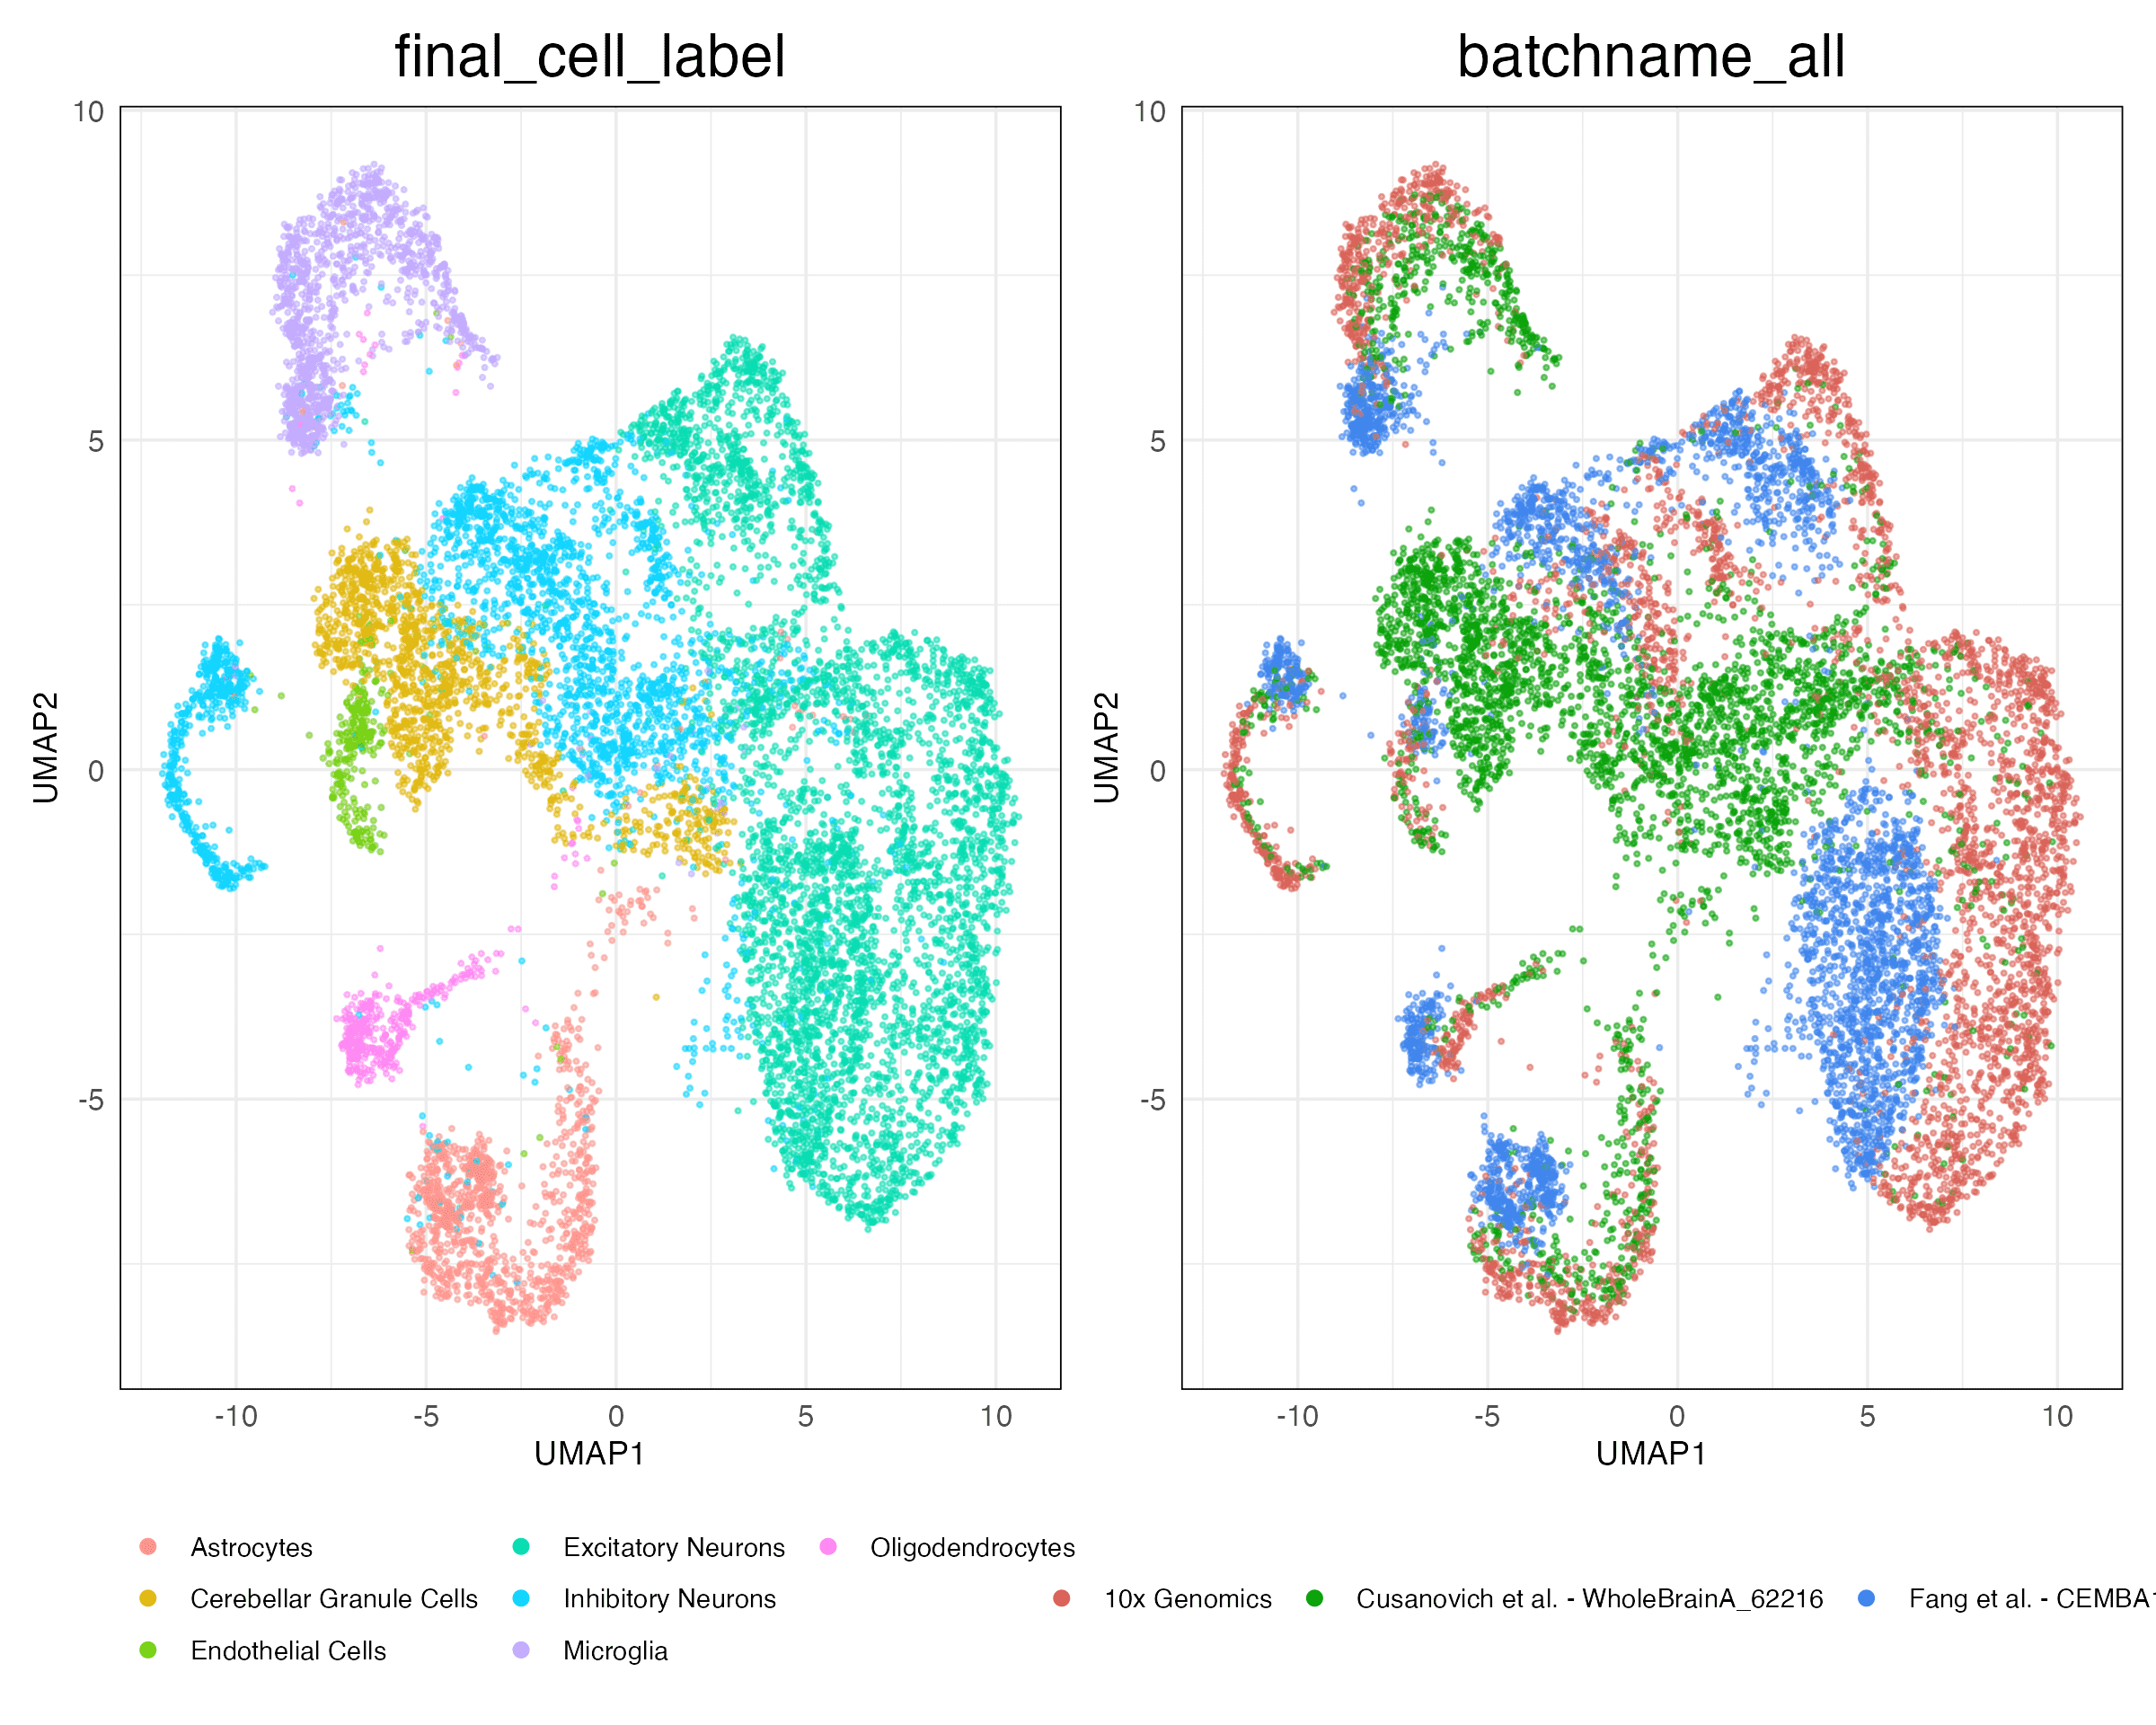 final_cell_label
batchname_all
10
5
0
-5
UMAP2
-10 -5 0 5 10
UMAP1
10
5
0
-5
UMAP2
-10 -5 0 5 10
UMAP1
Astrocytes
Cerebellar Granule Cells
Endothelial Cells
Excitatory Neurons
Inhibitory Neurons
Microglia
Oligodendrocytes
10x Genomics
Cusanovich et al. - WholeBrainA_62216
Fang et al. -